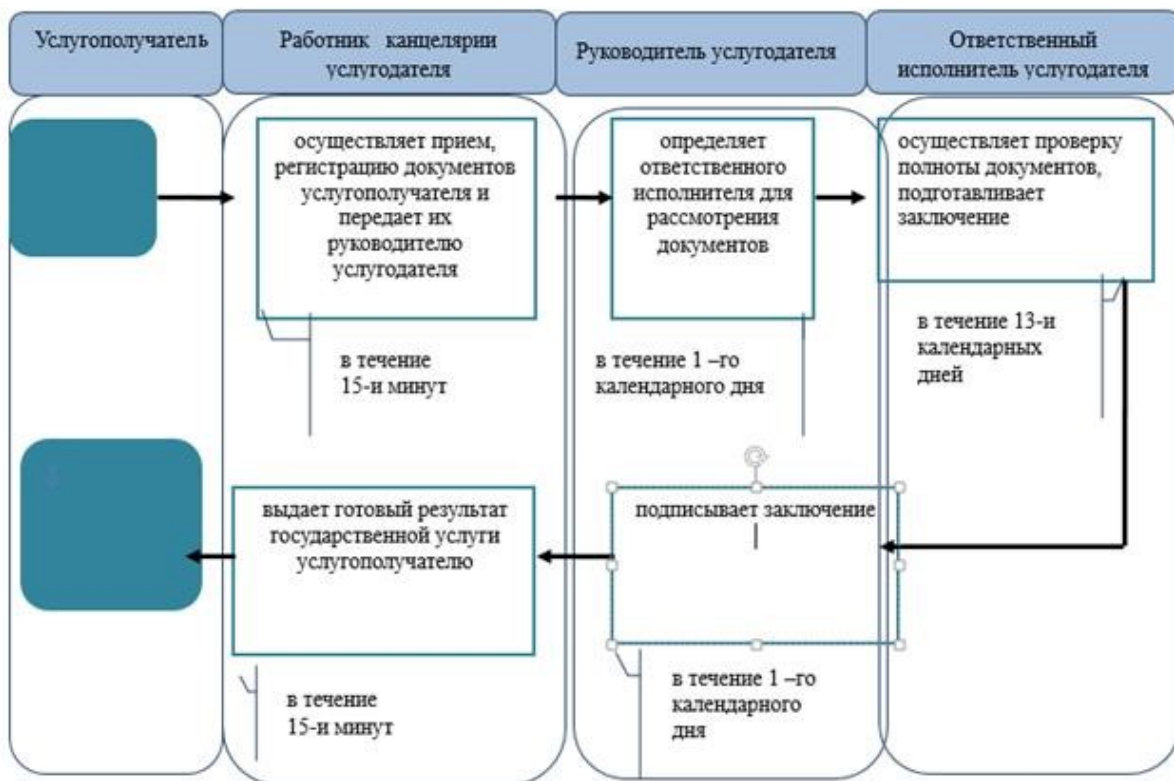 Услугополучатель
Работник канцелярии
услугодателя
Руководитель услугодателя
Ответственный
исполнитель услугодателя
осуществляет прием,
регистрацию документов
услугополучателя и
передает их
руководителю
услугодателя
определяет
ответственного
исполнителя для
рассмотрения
документов
осуществляет проверку
полноты документов,
подготавливает
заключение
в течение
15-и минут
в течение 1 –го
календарного дня
в течение 13-и
календарных
дней
выдает готовый результат
государственной услуги
услугополучателю
подписывает заключение
в течение
15-и минут
в течение 1 –го
календарного
дня